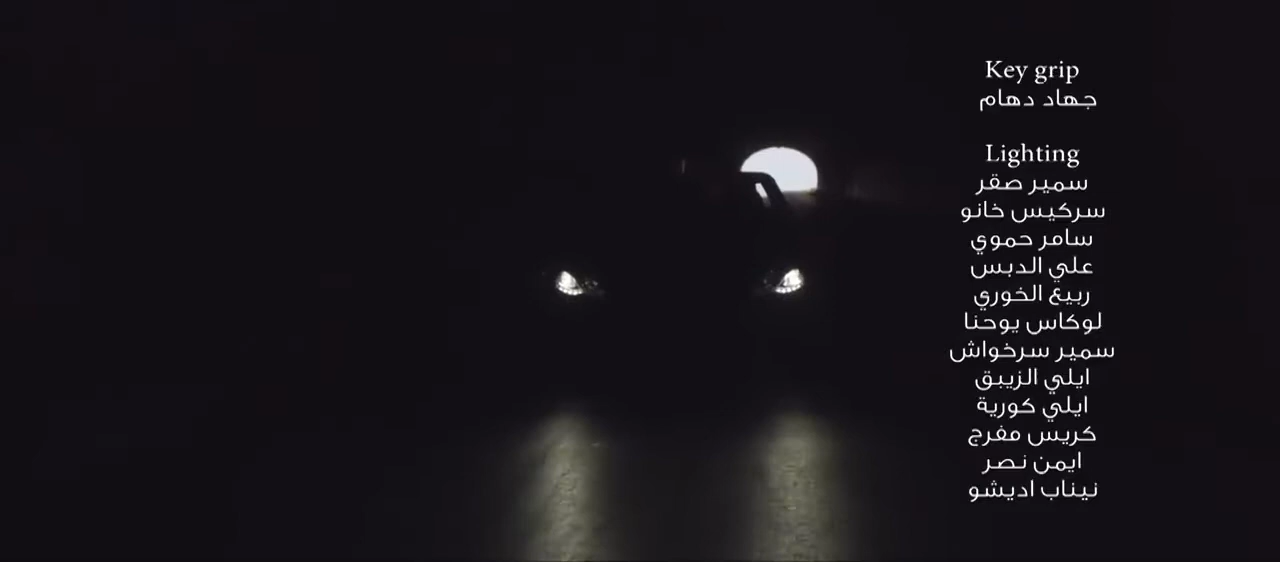 Key grip
جهاد دهام
Lighting
سمير صقر
سركيس خانو
سامر حموي
علي الدبس
ربيع الخوري
لوكاس يوحنا
سمير سرخواش
ايلي الزيبق
ايلي كورية
كريس مفرج
ايمن نصر
نيناب اديشو